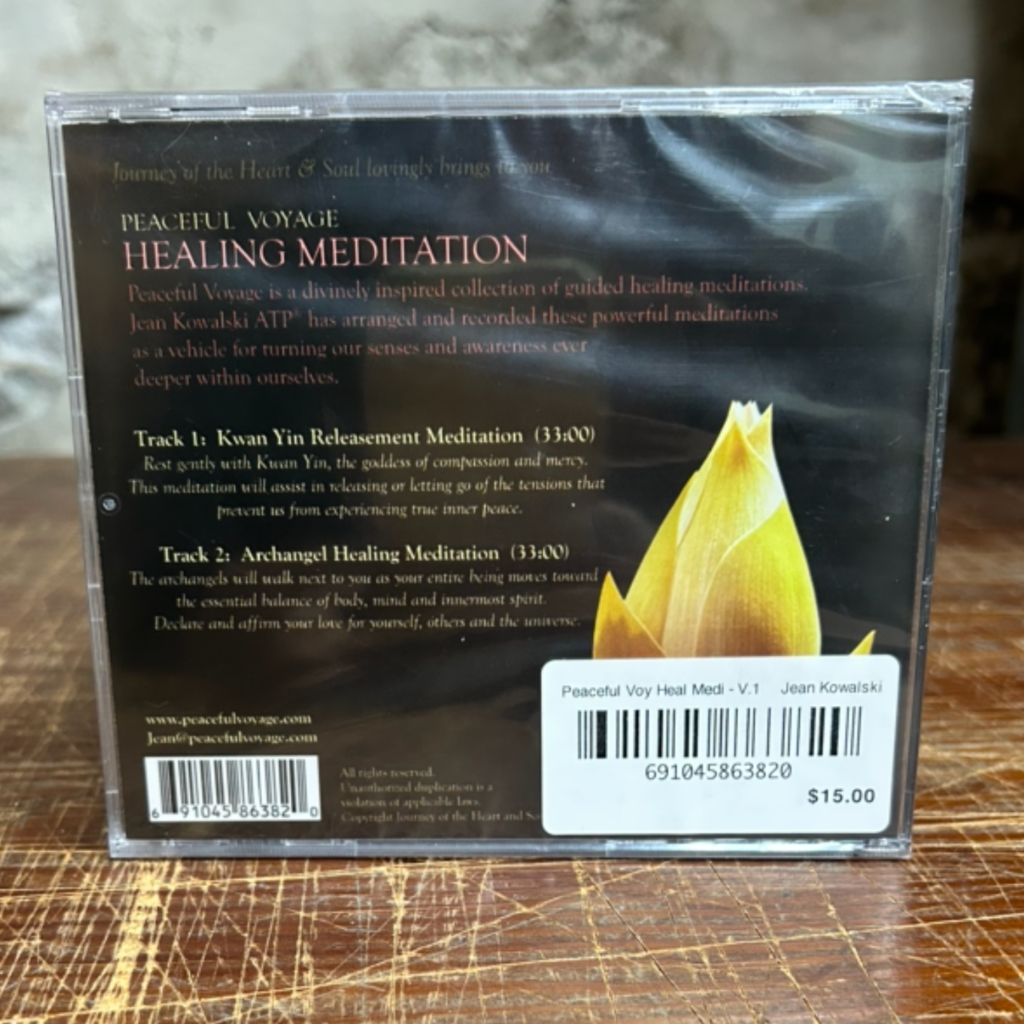 Journey of the Heart & Soul lovingly brings to you
PEACEFUL VOYAGE
HEALING MEDITATION
Peaceful Voyage is a divinely inspired collection of guided healing meditations.
Jean Kowalski ATP® has arranged and recorded these powerful meditations
as a vehicle for turning our senses and awareness ever
deeper within ourselves.
Track 1: Kwan Yin Releasement Meditation (33:00)
Rest gently with Kwan Yin, the goddess of compassion and mercy.
This meditation will assist in releasing or letting go of the tensions that
prevent us from experiencing true inner peace.
Track 2: Archangel Healing Meditation (33:00)
The archangels will walk next to you as your entire being moves toward
the essential balance of body, mind and innermost spirit.
Declare and affirm your love for yourself, others and the universe.
www.peacefulvoyage.com
Jean@peacefulvoyage.com
6 91045 86382 0
All rights reserved.
Unauthorized duplication is a
violation of applicable laws.
Copyright Journey of the Heart and
Peaceful Voy Heal Medi - V.1 Jean Kowalski
691045863820
$15.00